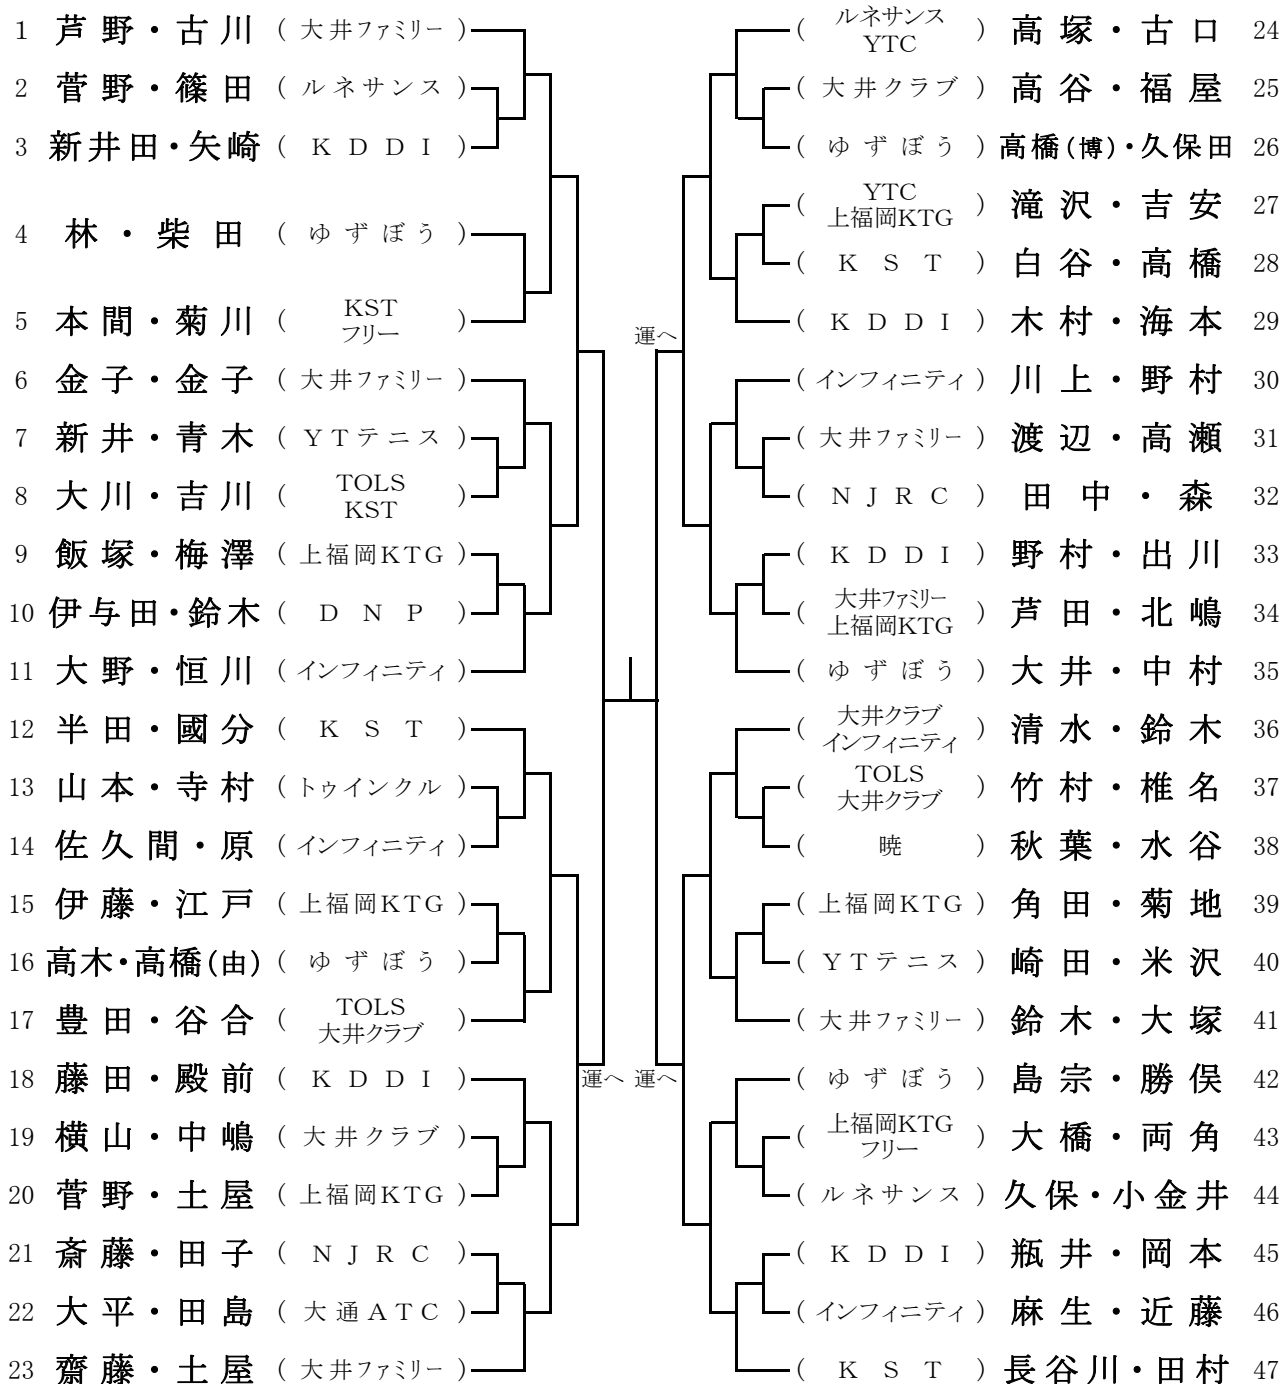 1 芦野・古川 (大井ファミリー)
2 菅野・篠田 (ルネサンス)
3 新井田・矢崎 (KDDI)
4 林・柴田 (ゆずぼう)
5 本間・菊川 (KST フリー)
6 金子・金子 (大井ファミリー)
7 新井・青木 (YTテニス)
8 大川・吉川 (TOLS KST)
9 飯塚・梅澤 (上福岡KTG)
10 伊与田・鈴木 (DNP)
11 大野・恒川 (インフィニティ)
12 半田・國分 (KST)
13 山本・寺村 (トゥインクル)
14 佐久間・原 (インフィニティ)
15 伊藤・江戸 (上福岡KTG)
16 高木・高橋(由) (ゆずぼう)
17 豊田・谷合 (TOLS 大井クラブ)
18 藤田・殿前 (KDDI)
19 横山・中嶋 (大井クラブ)
20 菅野・土屋 (上福岡KTG)
21 斎藤・田子 (NJRC)
22 大平・田島 (大通ATC)
23 齋藤・土屋 (大井ファミリー)
運へ
運へ 運へ
(ルネサンス YTC) 高塚・古口 24
(大井クラブ) 高谷・福屋 25
(ゆずぼう) 高橋(博)・久保田 26
(YTC 上福岡KTG) 滝沢・吉安 27
(KST) 白谷・高橋 28
(KDDI) 木村・海本 29
(インフィニティ) 川上・野村 30
(大井ファミリー) 渡辺・高瀬 31
(NJRC) 田中・森 32
(KDDI) 野村・出川 33
(大井ファミリー 上福岡KTG) 芦田・北嶋 34
(ゆずぼう) 大井・中村 35
(大井クラブ インフィニティ) 清水・鈴木 36
(TOLS 大井クラブ) 竹村・椎名 37
(暁) 秋葉・水谷 38
(上福岡KTG) 角田・菊地 39
(YTテニス) 崎田・米沢 40
(大井ファミリー) 鈴木・大塚 41
(ゆずぼう) 島宗・勝俣 42
(上福岡KTG フリー) 大橋・両角 43
(ルネサンス) 久保・小金井 44
(KDDI) 瓶井・岡本 45
(インフィニティ) 麻生・近藤 46
(KST) 長谷川・田村 47